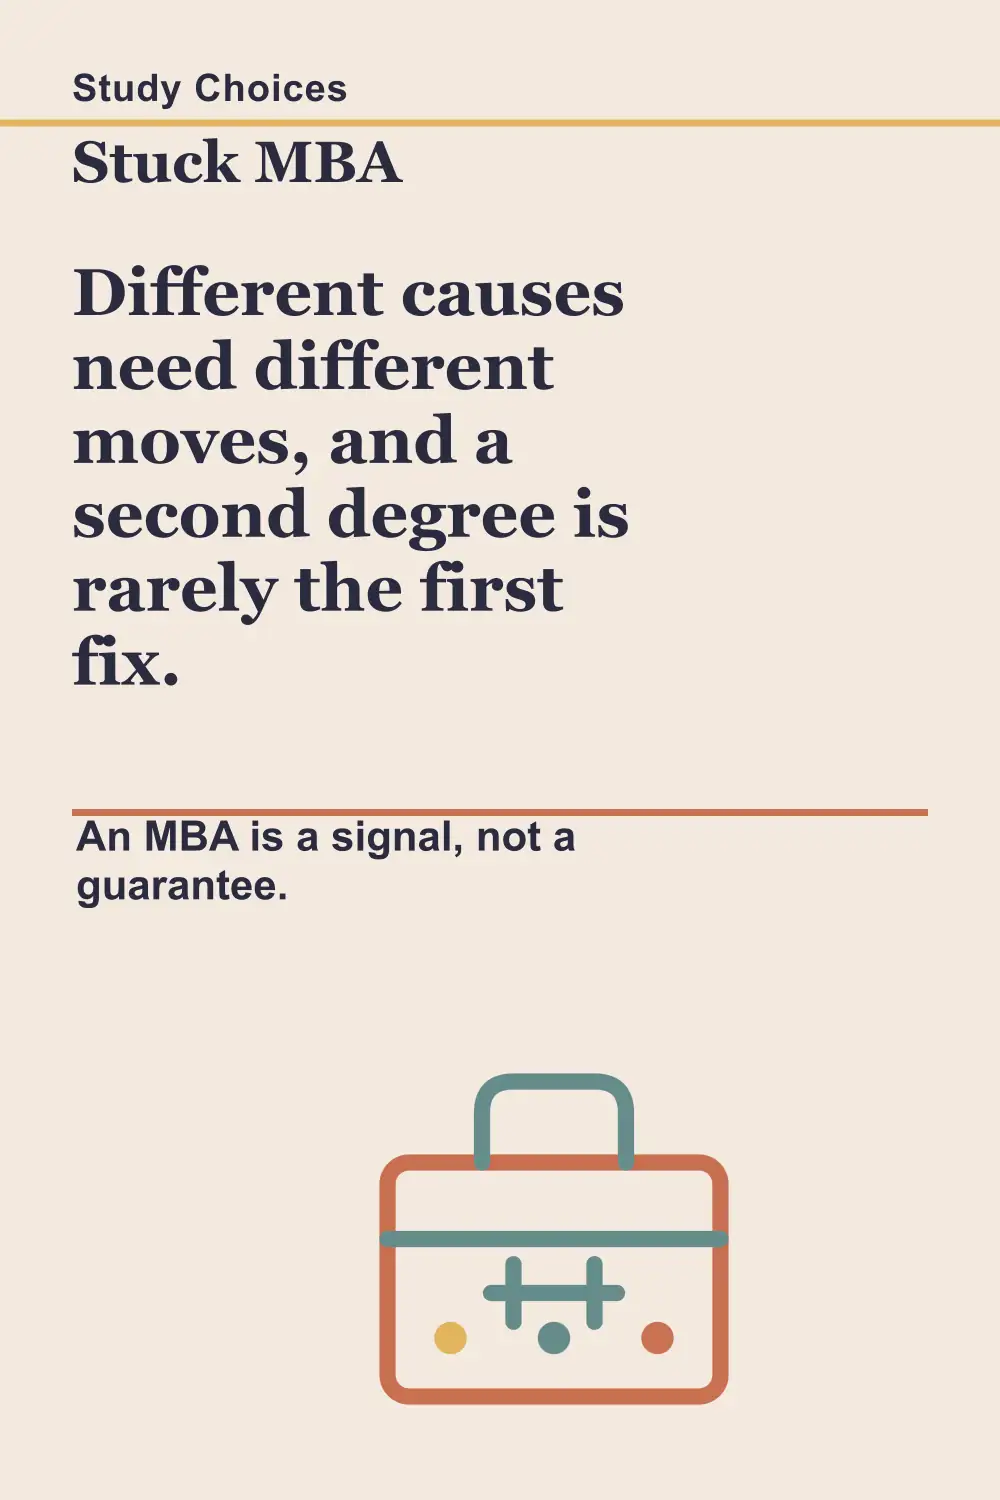 Study Choices
Stuck MBA
Different causes
need different
moves, and a
second degree is
rarely the first
fix.
An MBA is a signal, not a
guarantee.